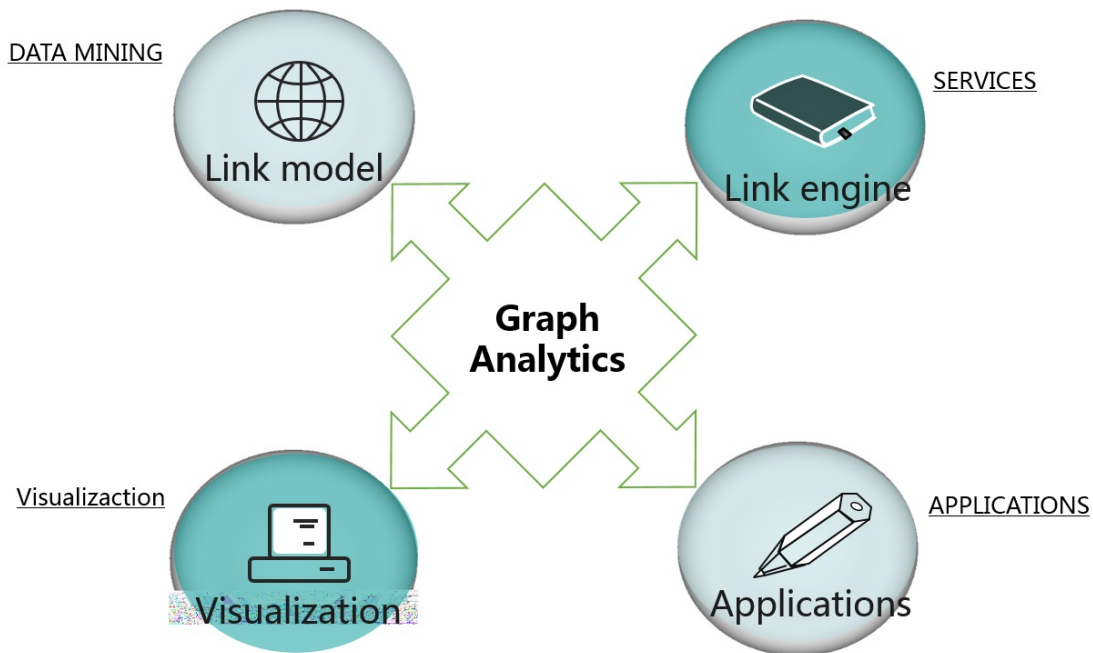 DATA MINING
Link model
SERVICES
Link engine
Graph
Analytics
Visualizaction
Visualization
APPLICATIONS
Applications